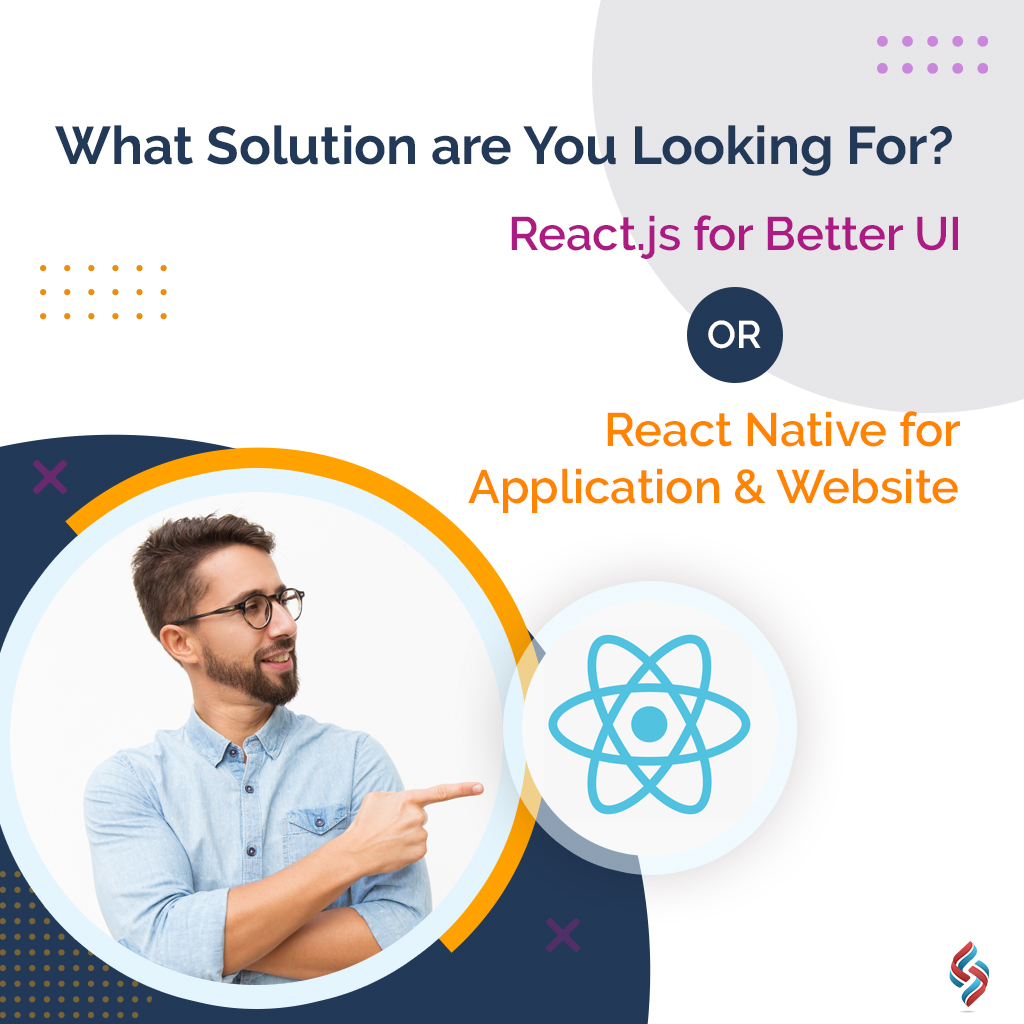 What Solution are You Looking For?
React.js for Better UI
OR
React Native for
Application & Website